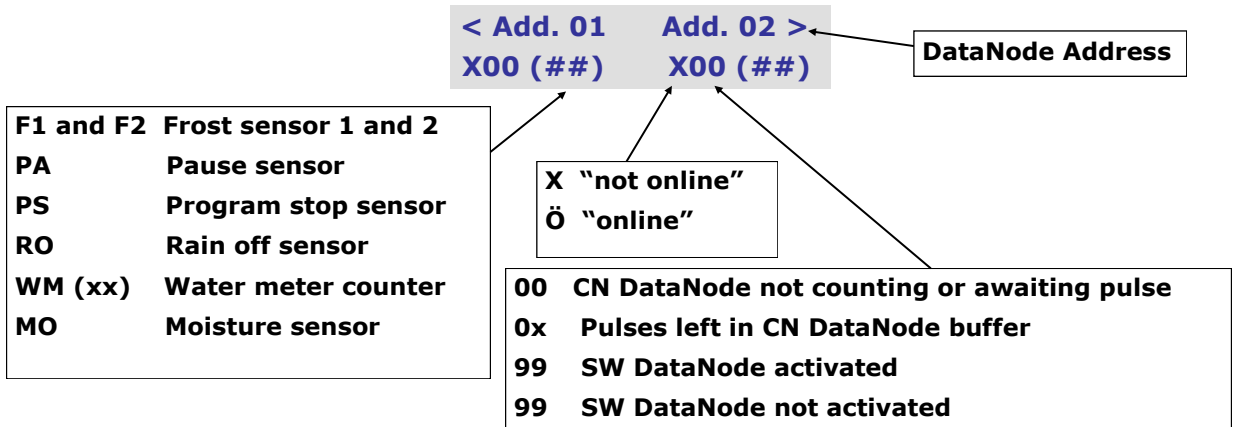 < Add. 01 Add. 02 >
X00 (##) X00 (##)
DataNode Address
F1 and F2 Frost sensor 1 and 2
PA Pause sensor
PS Program stop sensor
RO Rain off sensor
WM (xx) Water meter counter
MO Moisture sensor
X “not online”
Ö “online”
00 CN DataNode not counting or awaiting pulse
0x Pulses left in CN DataNode buffer
99 SW DataNode activated
99 SW DataNode not activated